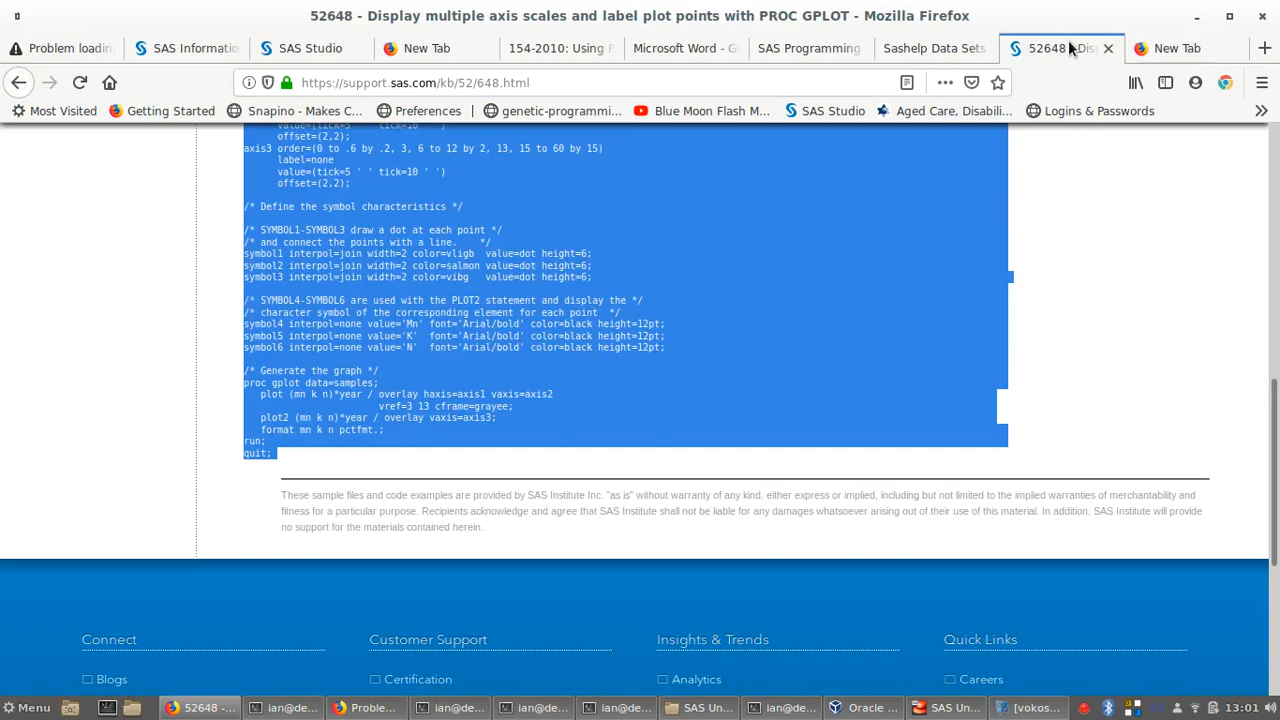 52648 - Display multiple axis scales and label plot points with PROC GPLOT - Mozilla Firefox
Problem loadin
SAS Informatio
SAS Studio
New Tab
154-2010: Using P
Microsoft Word - G
SAS Programming
Sashelp Data Sets
52648 - Dis
New Tab
https://support.sas.com/kb/52/648.html
Most Visited
Getting Started
Snapino - Makes C...
Preferences
genetic-programmi...
Blue Moon Flash M...
SAS Studio
Aged Care, Disabili...
Logins & Passwords
value=(tick=5 ' ' tick=10 ' ')
offset=(2,2);
axis3 order=(0 to .6 by .2, 3, 6 to 12 by 2, 13, 15 to 60 by 15)
label=none
value=(tick=5 ' ' tick=10 ' ')
offset=(2,2);
/* Define the symbol characteristics */
/* SYMBOL1-SYMBOL3 draw a dot at each point */
/* and connect the points with a line. */
symbol1 interpol=join width=2 color=vligb value=dot height=6;
symbol2 interpol=join width=2 color=salmon value=dot height=6;
symbol3 interpol=join width=2 color=vibg value=dot height=6;
/* SYMBOL4-SYMBOL6 are used with the PLOT2 statement and display the */
/* character symbol of the corresponding element for each point */
symbol4 interpol=none value='Mn' font='Arial/bold' color=black height=12pt;
symbol5 interpol=none value='K' font='Arial/bold' color=black height=12pt;
symbol6 interpol=none value='N' font='Arial/bold' color=black height=12pt;
/* Generate the graph */
proc gplot data=samples;
plot (mn k n)*year / overlay haxis=axis1 vaxis=axis2
vref=3 13 cframe=grayee;
plot2 (mn k n)*year / overlay vaxis=axis3;
format mn k n pctfmt.;
run;
quit;
These sample files and code examples are provided by SAS Institute Inc. "as is" without warranty of any kind, either express or implied, including but not limited to the implied warranties of merchantability and
fitness for a particular purpose. Recipients acknowledge and agree that SAS Institute shall not be liable for any damages whatsoever arising out of their use of this material. In addition, SAS Institute will provide
no support for the materials contained herein.
Connect
Customer Support
Insights & Trends
Quick Links
Blogs
Certification
Analytics
Careers
Menu
52648 -...
ian@de...
Proble...
ian@de...
ian@de...
ian@de...
SAS Un...
ian@de...
Oracle ...
SAS Un...
[vokos...
13:01